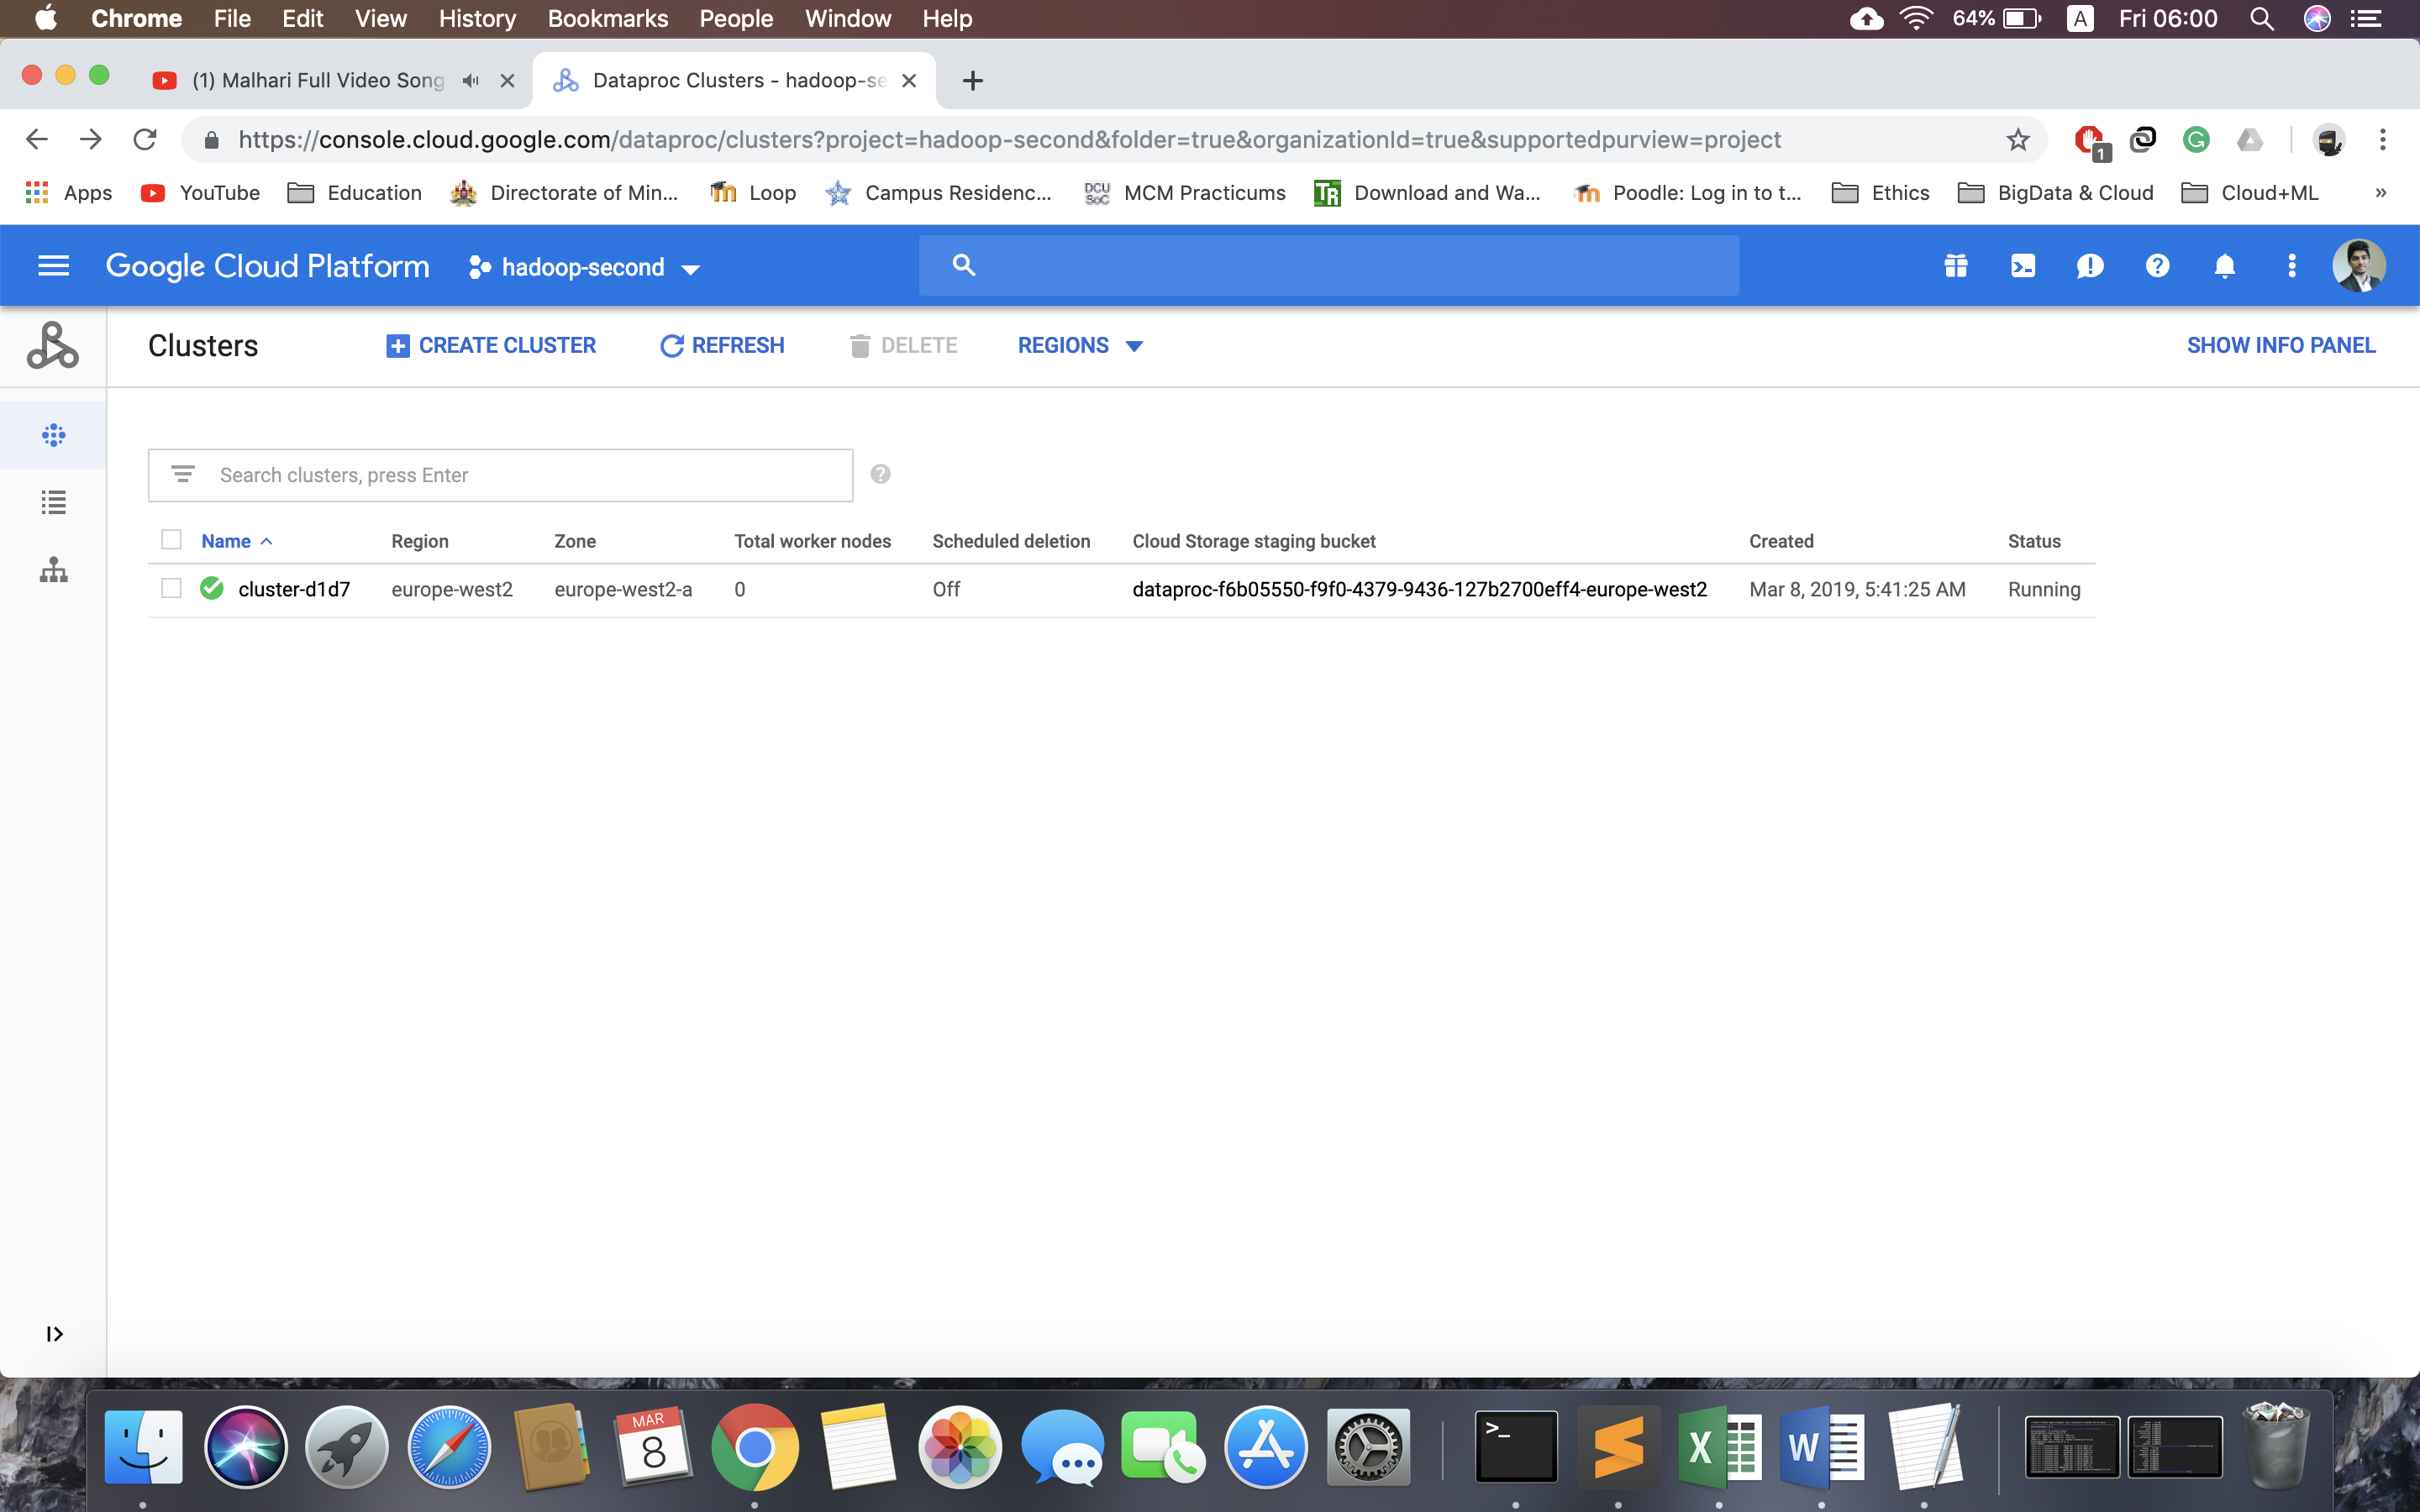 Chrome File Edit View History Bookmarks People Window Help 64% A Fri 06:00
(1) Malhari Full Video Song Dataproc Clusters - hadoop-se
https://console.cloud.google.com/dataproc/clusters?project=hadoop-second&folder=true&organizationId=true&supportedpurview=project 1
Apps YouTube Education Directorate of Min... Loop Campus Residenc... DCU SoC MCM Practicums TR Download and Wa... Poodle: Log in to t... Ethics BigData & Cloud Cloud+ML »
Google Cloud Platform hadoop-second
Clusters CREATE CLUSTER REFRESH DELETE REGIONS SHOW INFO PANEL
Search clusters, press Enter
Name Region Zone Total worker nodes Scheduled deletion Cloud Storage staging bucket Created Status
cluster-d1d7 europe-west2 europe-west2-a 0 Off dataproc-f6b05550-f9f0-4379-9436-127b2700eff4-europe-west2 Mar 8, 2019, 5:41:25 AM Running
MAR
8